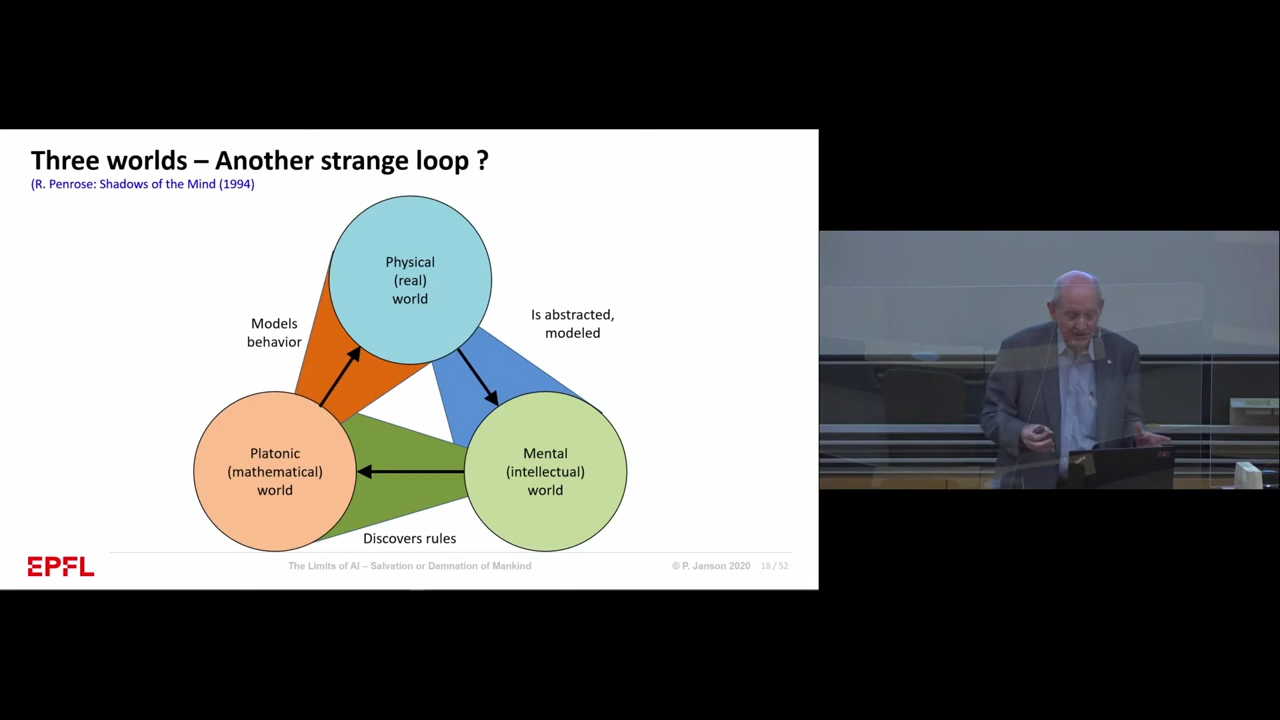 Three worlds – Another strange loop ?
(R. Penrose: Shadows of the Mind (1994)
Physical
(real)
world
Models
behavior
Is abstracted,
modeled
Platonic
(mathematical)
world
Mental
(intellectual)
world
Discovers rules
EPFL
The Limits of AI – Salvation or Damnation of Mankind
© P. Janson 2020
18 / 52